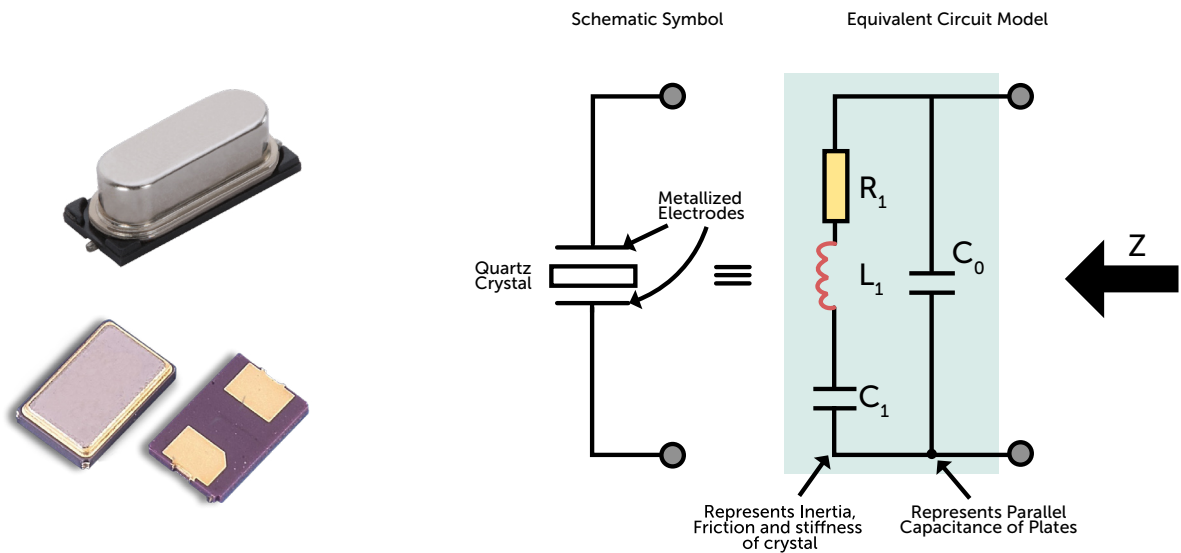 Schematic Symbol
Equivalent Circuit Model
Metallized
Electrodes
Quartz
Crystal
R1
L1
C0
C1
Z
Represents Inertia,
Friction and stiffness
of crystal
Represents Parallel
Capacitance of Plates